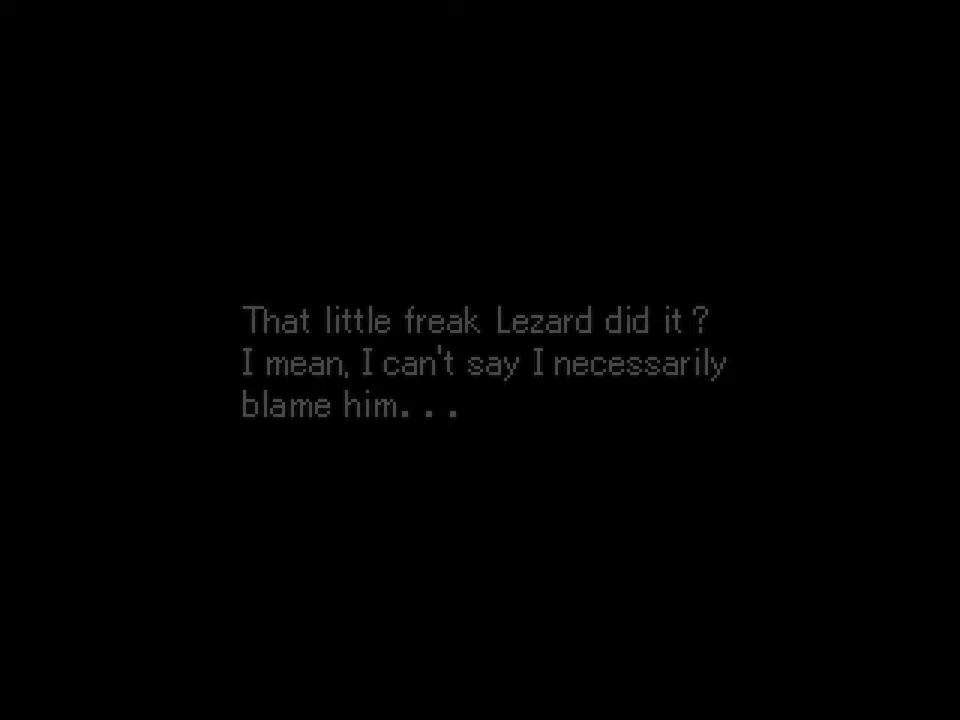 That little freak Lezard did it?
I mean, I can't say I necessarily
blame him...